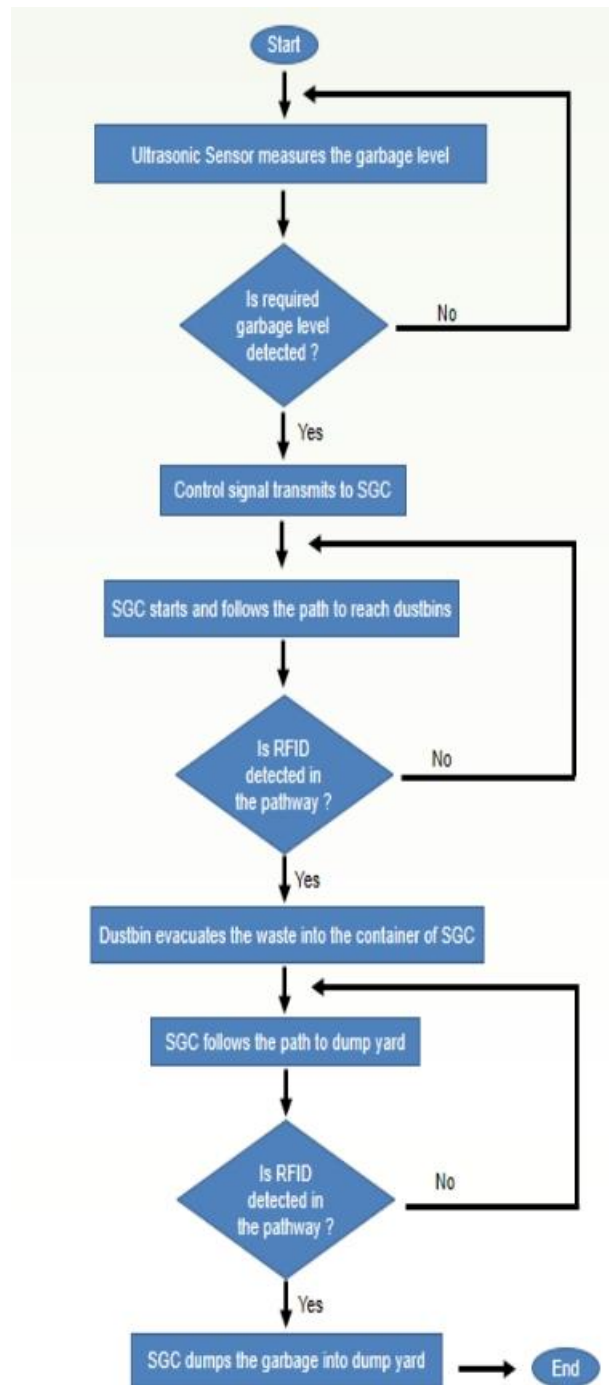 Start
Ultrasonic Sensor measures the garbage level
Is required
garbage level
detected ?
No
Yes
Control signal transmits to SGC
SGC starts and follows the path to reach dustbins
Is RFID
detected in
the pathway ?
No
Yes
Dustbin evacuates the waste into the container of SGC
SGC follows the path to dump yard
Is RFID
detected in
the pathway ?
No
Yes
SGC dumps the garbage into dump yard
End